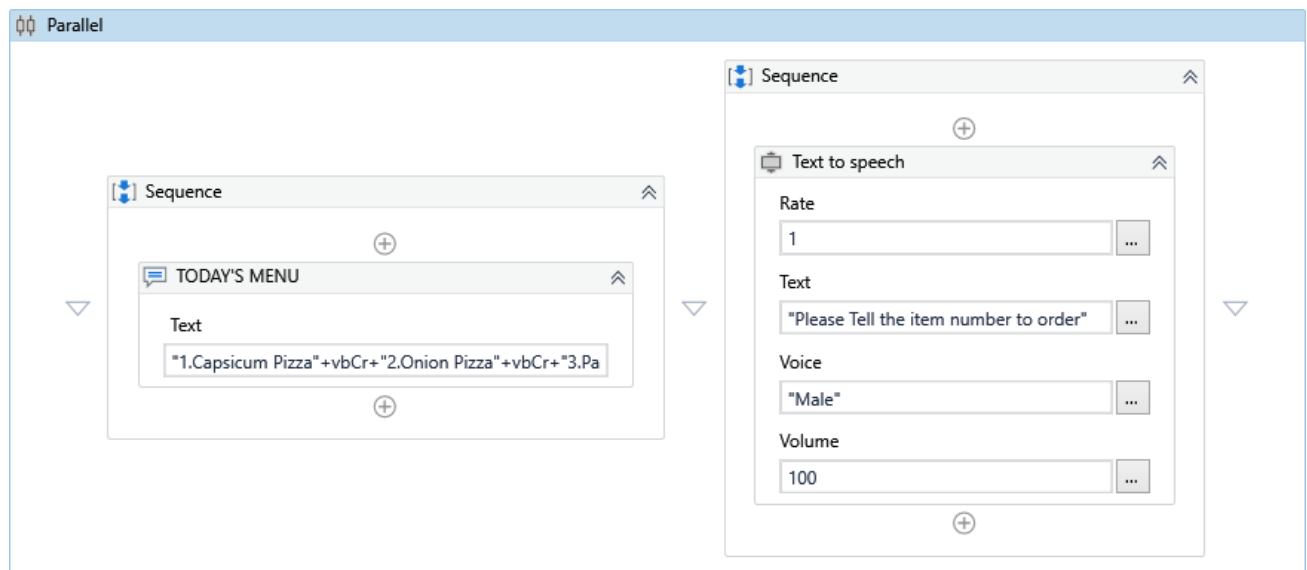 Parallel
Sequence
TODAY'S MENU
Text
"1.Capsicum Pizza"+vbCr+"2.Onion Pizza"+vbCr+"3.Pa
Sequence
Text to speech
Rate
1
...
Text
"Please Tell the item number to order"
...
Voice
"Male"
...
Volume
100
...